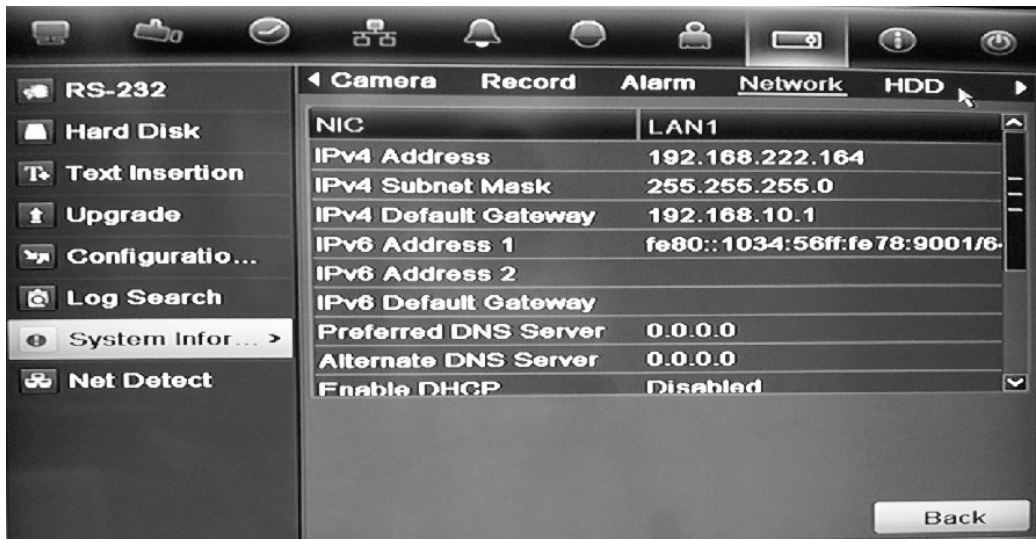 Camera Record Alarm Network HDD
RS-232
Hard Disk
Text Insertion
Upgrade
Configuratio...
Log Search
System Infor... >
Net Detect
NIC LAN1
IPv4 Address 192.168.222.164
IPv4 Subnet Mask 255.255.255.0
IPv4 Default Gateway 192.168.10.1
IPv6 Address 1 fe80::1034:56ff:fe78:9001/6
IPv6 Address 2
IPv6 Default Gateway
Preferred DNS Server 0.0.0.0
Alternate DNS Server 0.0.0.0
Enable DHCP Disabled
Back